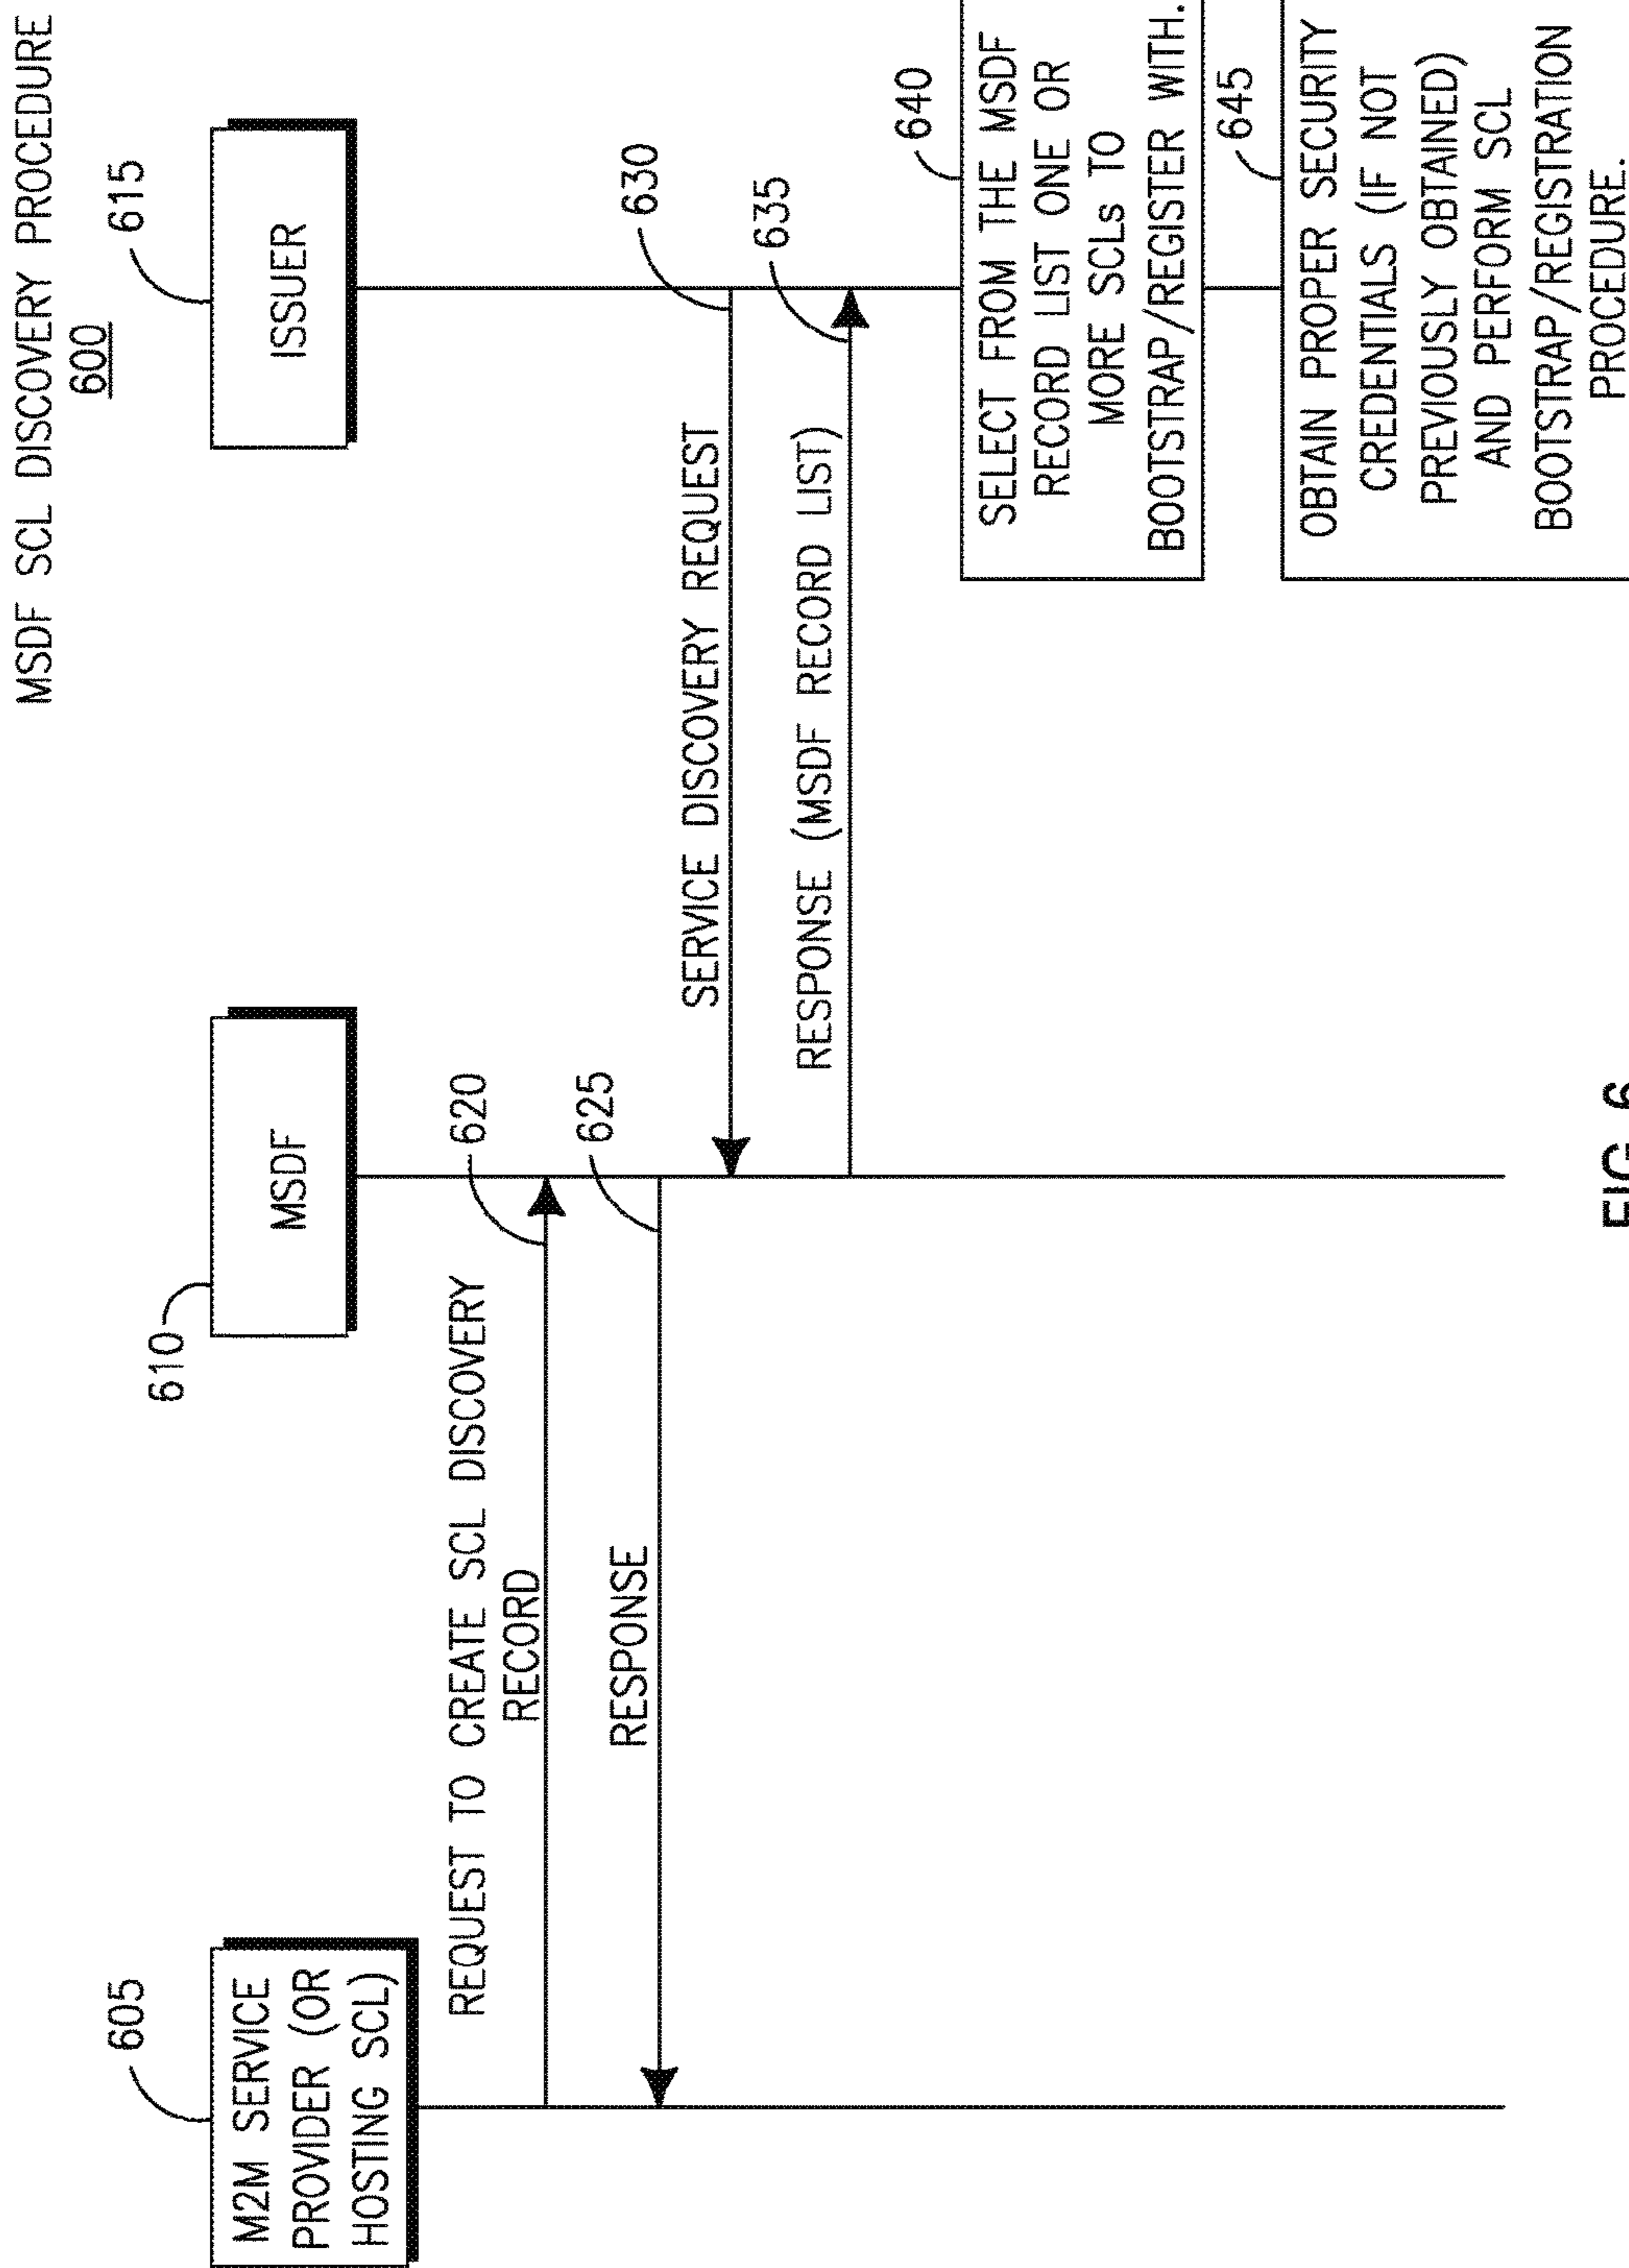 MSDF SCL DISCOVERY PROCEDURE
600
605
M2M SERVICE
PROVIDER (OR
HOSTING SCL)
610
MSDF
615
ISSUER
REQUEST TO CREATE SCL DISCOVERY
RECORD
620
RESPONSE
625
SERVICE DISCOVERY REQUEST
630
RESPONSE (MSDF RECORD LIST)
635
640
SELECT FROM THE MSDF
RECORD LIST ONE OR
MORE SCLs TO
BOOTSTRAP/REGISTER WITH.
645
OBTAIN PROPER SECURITY
CREDENTIALS (IF NOT
PREVIOUSLY OBTAINED)
AND PERFORM SCL
BOOTSTRAP/REGISTRATION
PROCEDURE.
FIG. 6